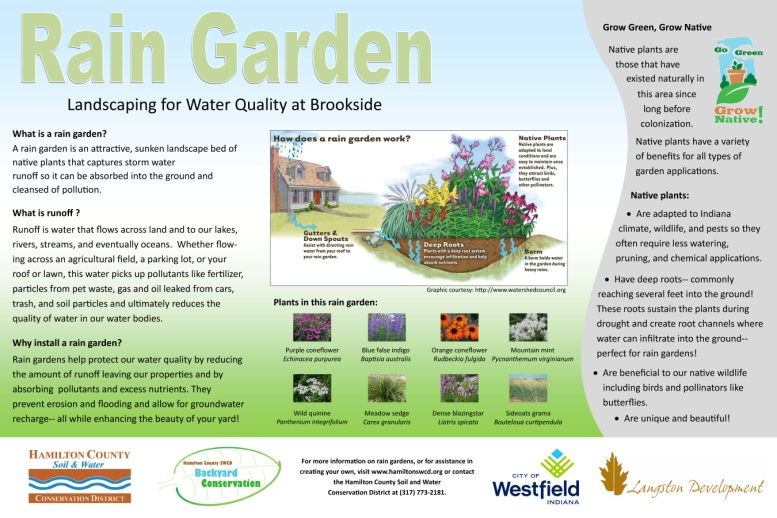 Rain Garden
Landscaping for Water Quality at Brookside
What is a rain garden?
A rain garden is an attractive, sunken landscape bed of
native plants that captures storm water
runoff so it can be absorbed into the ground and
cleansed of pollution.
What is runoff ?
Runoff is water that flows across land and to our lakes,
rivers, streams, and eventually oceans. Whether flow-
ing across an agricultural field, a parking lot, or your
roof or lawn, this water picks up pollutants like fertilizer,
particles from pet waste, gas and oil leaked from cars,
trash, and soil particles and ultimately reduces the
quality of water in our water bodies.
Why install a rain garden?
Rain gardens help protect our water quality by reducing
the amount of runoff leaving our properties and by
absorbing pollutants and excess nutrients. They
prevent erosion and flooding and allow for groundwater
recharge-- all while enhancing the beauty of your yard!
How does a rain garden work?
Native Plants
Native plants are
adapted to local
conditions and are
easy to maintain once
established. Plus,
they attract birds,
butterflies and
other pollinators.
Gutters &
Down Spouts
Assist with directing rain
water from your roof to
your rain garden.
Deep Roots
Plants with a deep root system
encourage infiltration and help
absorb nutrients.
Berm
A berm holds water
in the garden during
heavy rains.
Graphic courtesy: http://www.watershedcouncil.org
Plants in this rain garden:
Purple coneflower
Echinacea purpurea
Blue false indigo
Baptisia australis
Orange coneflower
Rudbeckia fulgida
Mountain mint
Pycnanthemum virginianum
Wild quinine
Parthenium integrifolium
Meadow sedge
Carex granularis
Dense blazingstar
Liatris spicata
Sideoats grama
Bouteloua curtipendula
Grow Green, Grow Native
Native plants are
those that have
existed naturally in
this area since
long before
colonization.
Go Green
Grow
Native!
Native plants have a variety
of benefits for all types of
garden applications.
Native plants:
• Are adapted to Indiana
climate, wildlife, and pests so they
often require less watering,
pruning, and chemical applications.
• Have deep roots-- commonly
reaching several feet into the ground!
These roots sustain the plants during
drought and create root channels where
water can infiltrate into the ground--
perfect for rain gardens!
• Are beneficial to our native wildlife
including birds and pollinators like
butterflies.
• Are unique and beautiful!
HAMILTON COUNTY
Soil & Water
CONSERVATION DISTRICT
Hamilton County SWCD
Backyard
Conservation
For more information on rain gardens, or for assistance in
creating your own, visit www.hamiltonswcd.org or contact
the Hamilton County Soil and Water
Conservation District at (317) 773-2181.
CITY OF
Westfield
INDIANA
Langston Development